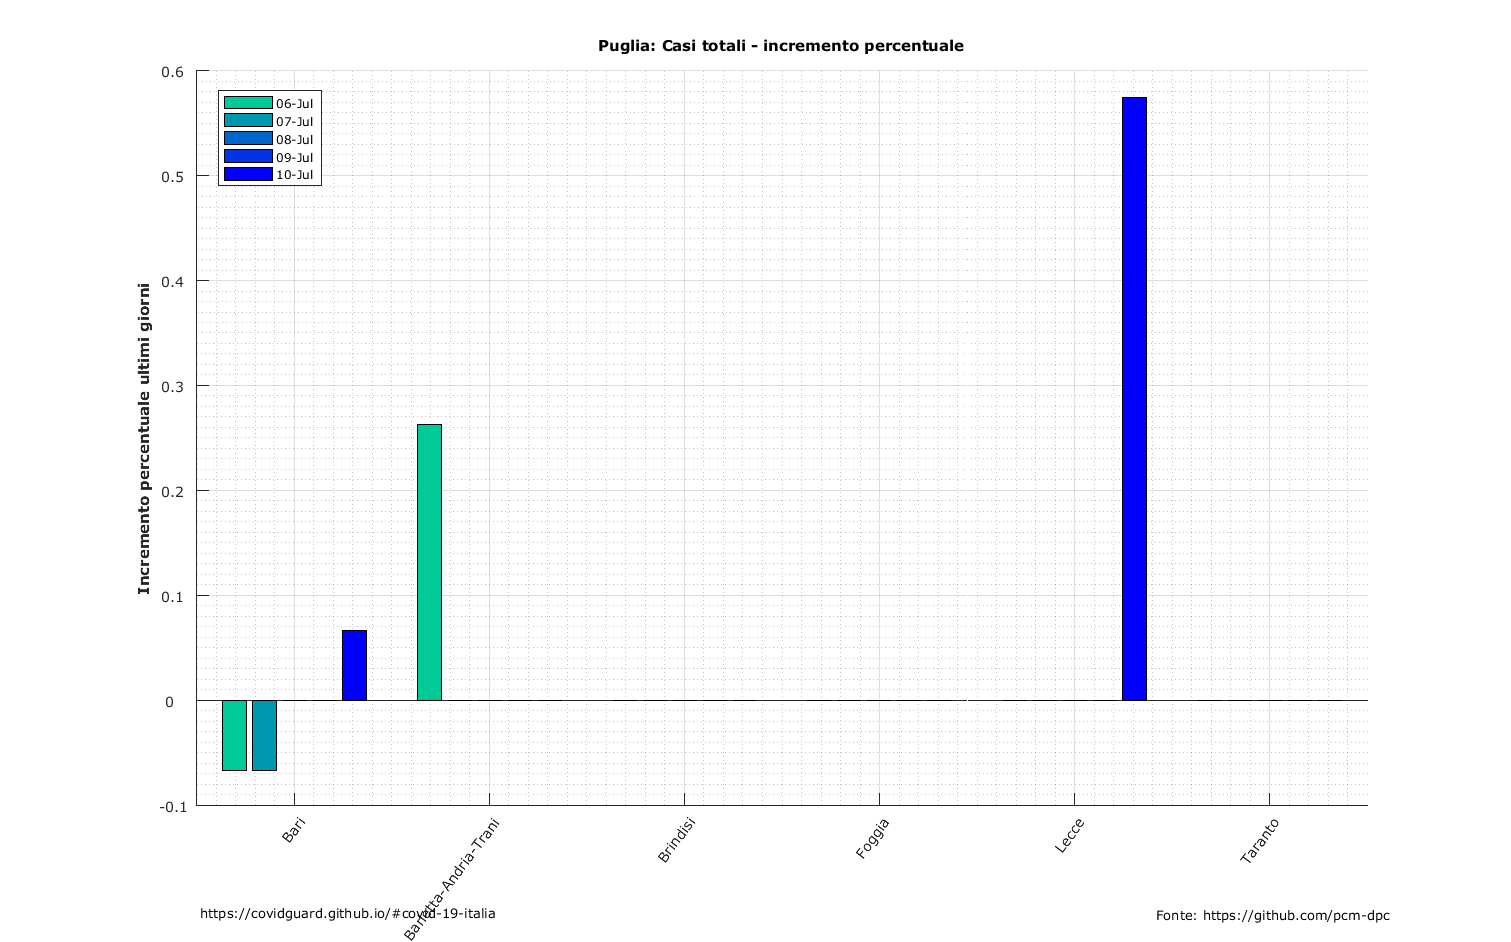 Puglia: Casi totali - incremento percentuale
Incremento percentuale ultimi giorni
0.6
0.5
0.4
0.3
0.2
0.1
0
-0.1
06-Jul
07-Jul
08-Jul
09-Jul
10-Jul
Bari
Barletta-Andria-Trani
Brindisi
Foggia
Lecce
Taranto
https://covidguard.github.io/#covid-19-italia
Fonte: https://github.com/pcm-dpc